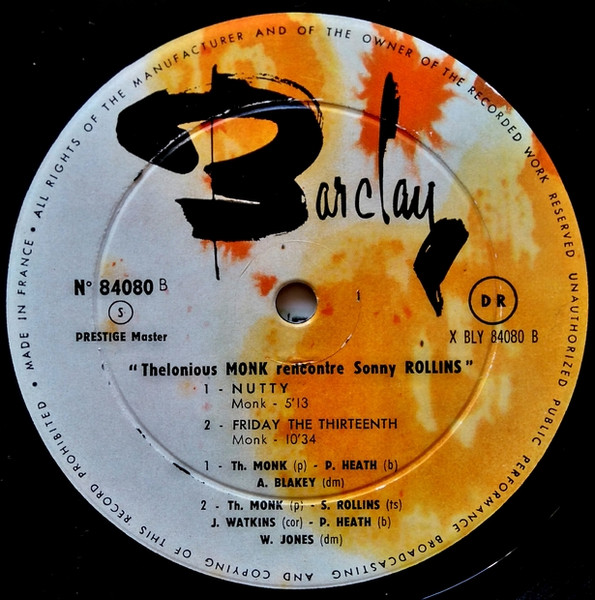 MADE IN FRANCE • ALL RIGHTS OF THE MANUFACTURER AND OF THE OWNER OF THE RECORDED WORK RESERVED UNAUTHORIZED PUBLIC PERFORMANCE BROADCASTING AND COPYING OF THIS RECORD PROHIBITED •
Barclay
N° 84080 B
S
PRESTIGE Master
DR
X BLY 84080 B
"Thelonious MONK rencontre Sonny ROLLINS"
1 - NUTTY
Monk - 5'13
2 - FRIDAY THE THIRTEENTH
Monk - 10'34
1 - Th. MONK (p) - P. HEATH (b)
A. BLAKEY (dm)
2 - Th. MONK (p) - S. ROLLINS (ts)
J. WATKINS (cor) - P. HEATH (b)
W. JONES (dm)